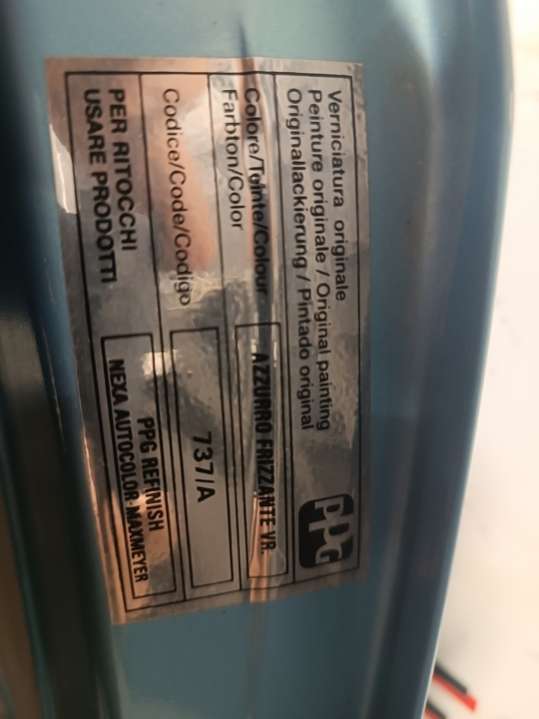 Verniciatura originale
Peinture originale / Original painting
Originallackierung / Pintado original
PPG
Colore/Teinte/Colour
Farbton/Color
AZZURRO FRIZZANTE VR.
Codice/Code/Codigo
737/A
PER RITOCCHI
USARE PRODOTTI
PPG REFINISH
NEXA AUTOCOLOR-MAXMEYER